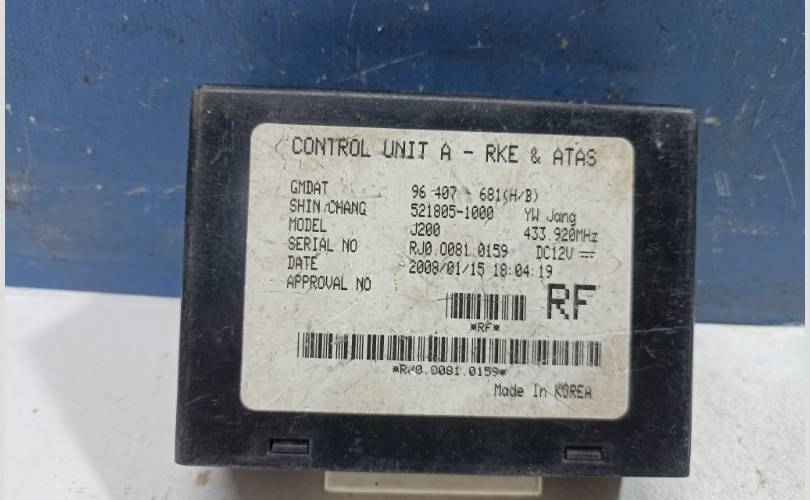 CONTROL UNIT A - RKE & ATAS
GMDAT 96 407 - 681(H/B)
SHIN CHANG 521805-1000 YW Jang
MODEL J200 433.920MHz
SERIAL NO RJ0.0081.0159 DC12V
DATE 2008/01/15 18:04:19
APPROVAL NO
RF
*RF*
*RJ0.0081.0159*
Made In KOREA